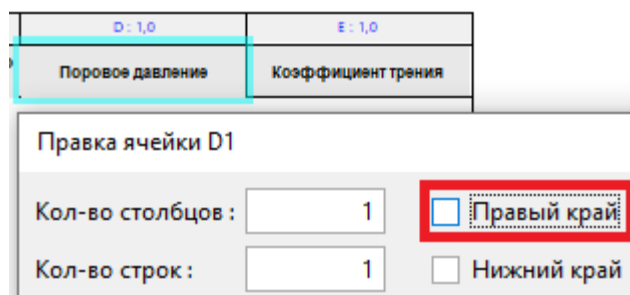 D : 1,0 E : 1,0
Поровое давление Коэффициент трения
Правка ячейки D1
Кол-во столбцов : 1 Правый край
Кол-во строк : 1 Нижний край